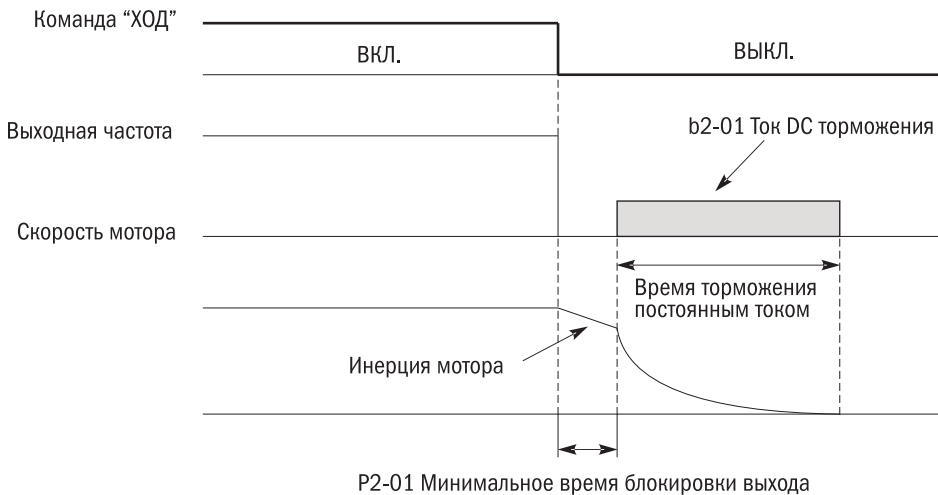 Команда “ХОД”
ВКЛ.
ВЫКЛ.
Выходная частота
b2-01 Ток DC торможения
Скорость мотора
Время торможения
постоянным током
Инерция мотора
P2-01 Минимальное время блокировки выхода